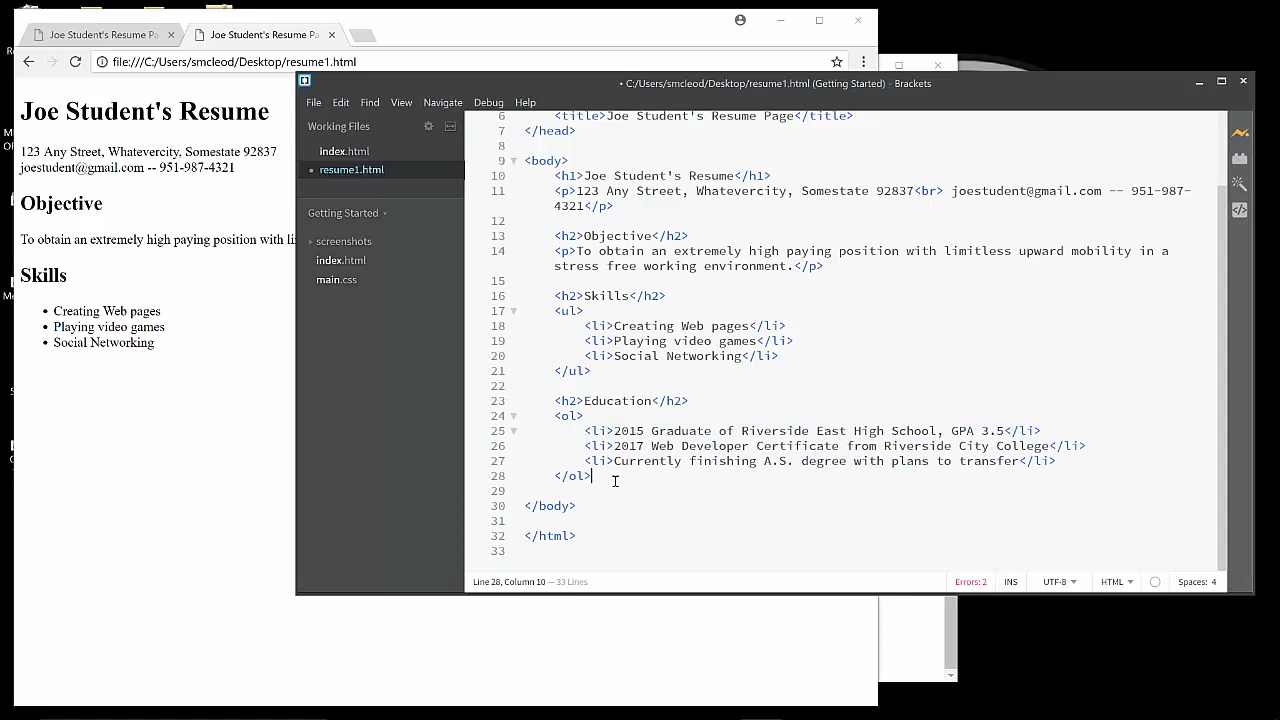 Joe Student's Resume Pa
Joe Student's Resume Pa
file:///C:/Users/smcleod/Desktop/resume1.html
Joe Student's Resume
123 Any Street, Whatevercity, Somestate 92837
joestudent@gmail.com -- 951-987-4321
Objective
To obtain an extremely high paying position with li
Skills
• Creating Web pages
• Playing video games
• Social Networking
• C:/Users/smcleod/Desktop/resume1.html (Getting Started) - Brackets
File Edit Find View Navigate Debug Help
Working Files
index.html
• resume1.html
Getting Started
screenshots
index.html
main.css
6 <title>Joe Student's Resume Page</title>
7 </head>
8
9 <body>
10 <h1>Joe Student's Resume</h1>
11 <p>123 Any Street, Whatevercity, Somestate 92837<br> joestudent@gmail.com -- 951-987-
4321</p>
12
13 <h2>Objective</h2>
14 <p>To obtain an extremely high paying position with limitless upward mobility in a
stress free working environment.</p>
15
16 <h2>Skills</h2>
17 <ul>
18 <li>Creating Web pages</li>
19 <li>Playing video games</li>
20 <li>Social Networking</li>
21 </ul>
22
23 <h2>Education</h2>
24 <ol>
25 <li>2015 Graduate of Riverside East High School, GPA 3.5</li>
26 <li>2017 Web Developer Certificate from Riverside City College</li>
27 <li>Currently finishing A.S. degree with plans to transfer</li>
28 </ol>
29
30 </body>
31
32 </html>
33
Line 28, Column 10 — 33 Lines
Errors: 2 INS UTF-8 HTML Spaces: 4